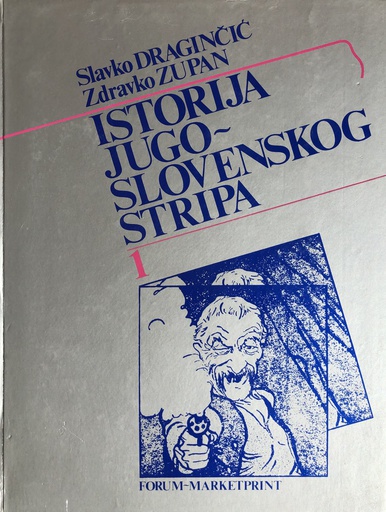 Slavko DRAGINČIĆ
Zdravko ZUPAN
ISTORIJA
JUGO~
SLOVENSKOG
STRIPA
1
FORUM~MARKETPRINT